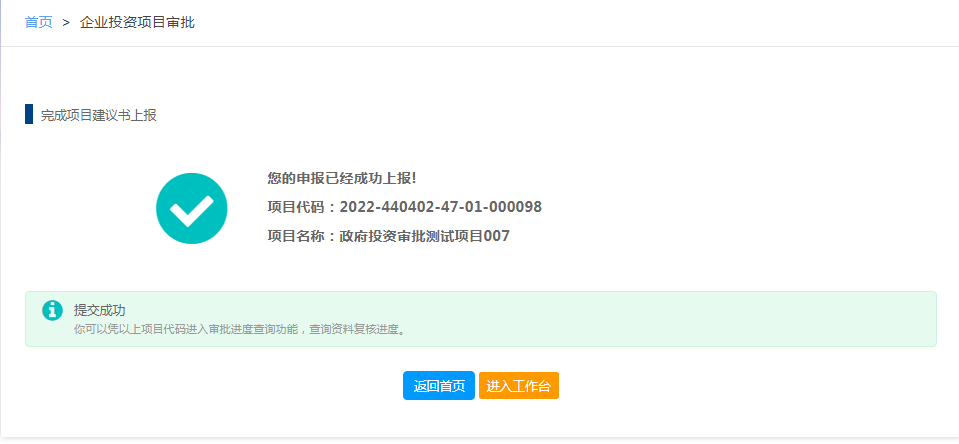 首页 > 企业投资项目审批
完成项目建议书上报
您的申报已经成功上报!
项目代码：2022-440402-47-01-000098
项目名称：政府投资审批测试项目007
提交成功
你可以凭以上项目代码进入审批进度查询功能，查询资料复核进度。
返回首页 进入工作台